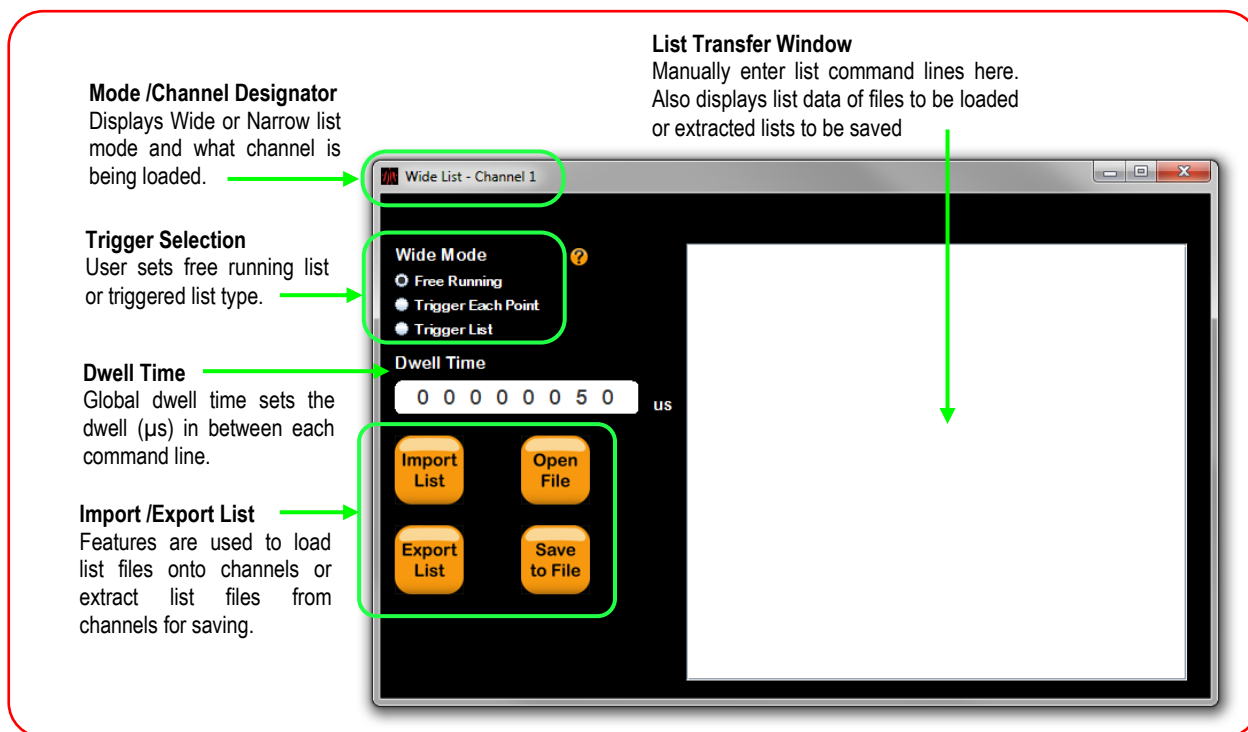 List Transfer Window
Manually enter list command lines here.
Also displays list data of files to be loaded
or extracted lists to be saved
Mode /Channel Designator
Displays Wide or Narrow list
mode and what channel is
being loaded.
Trigger Selection
User sets free running list
or triggered list type.
Dwell Time
Global dwell time sets the
dwell (µs) in between each
command line.
Import /Export List
Features are used to load
list files onto channels or
extract list files from
channels for saving.
Wide List - Channel 1
Wide Mode ?
Free Running
Trigger Each Point
Trigger List
Dwell Time
0 0 0 0 0 0 5 0 us
Import
List
Open
File
Export
List
Save
to File